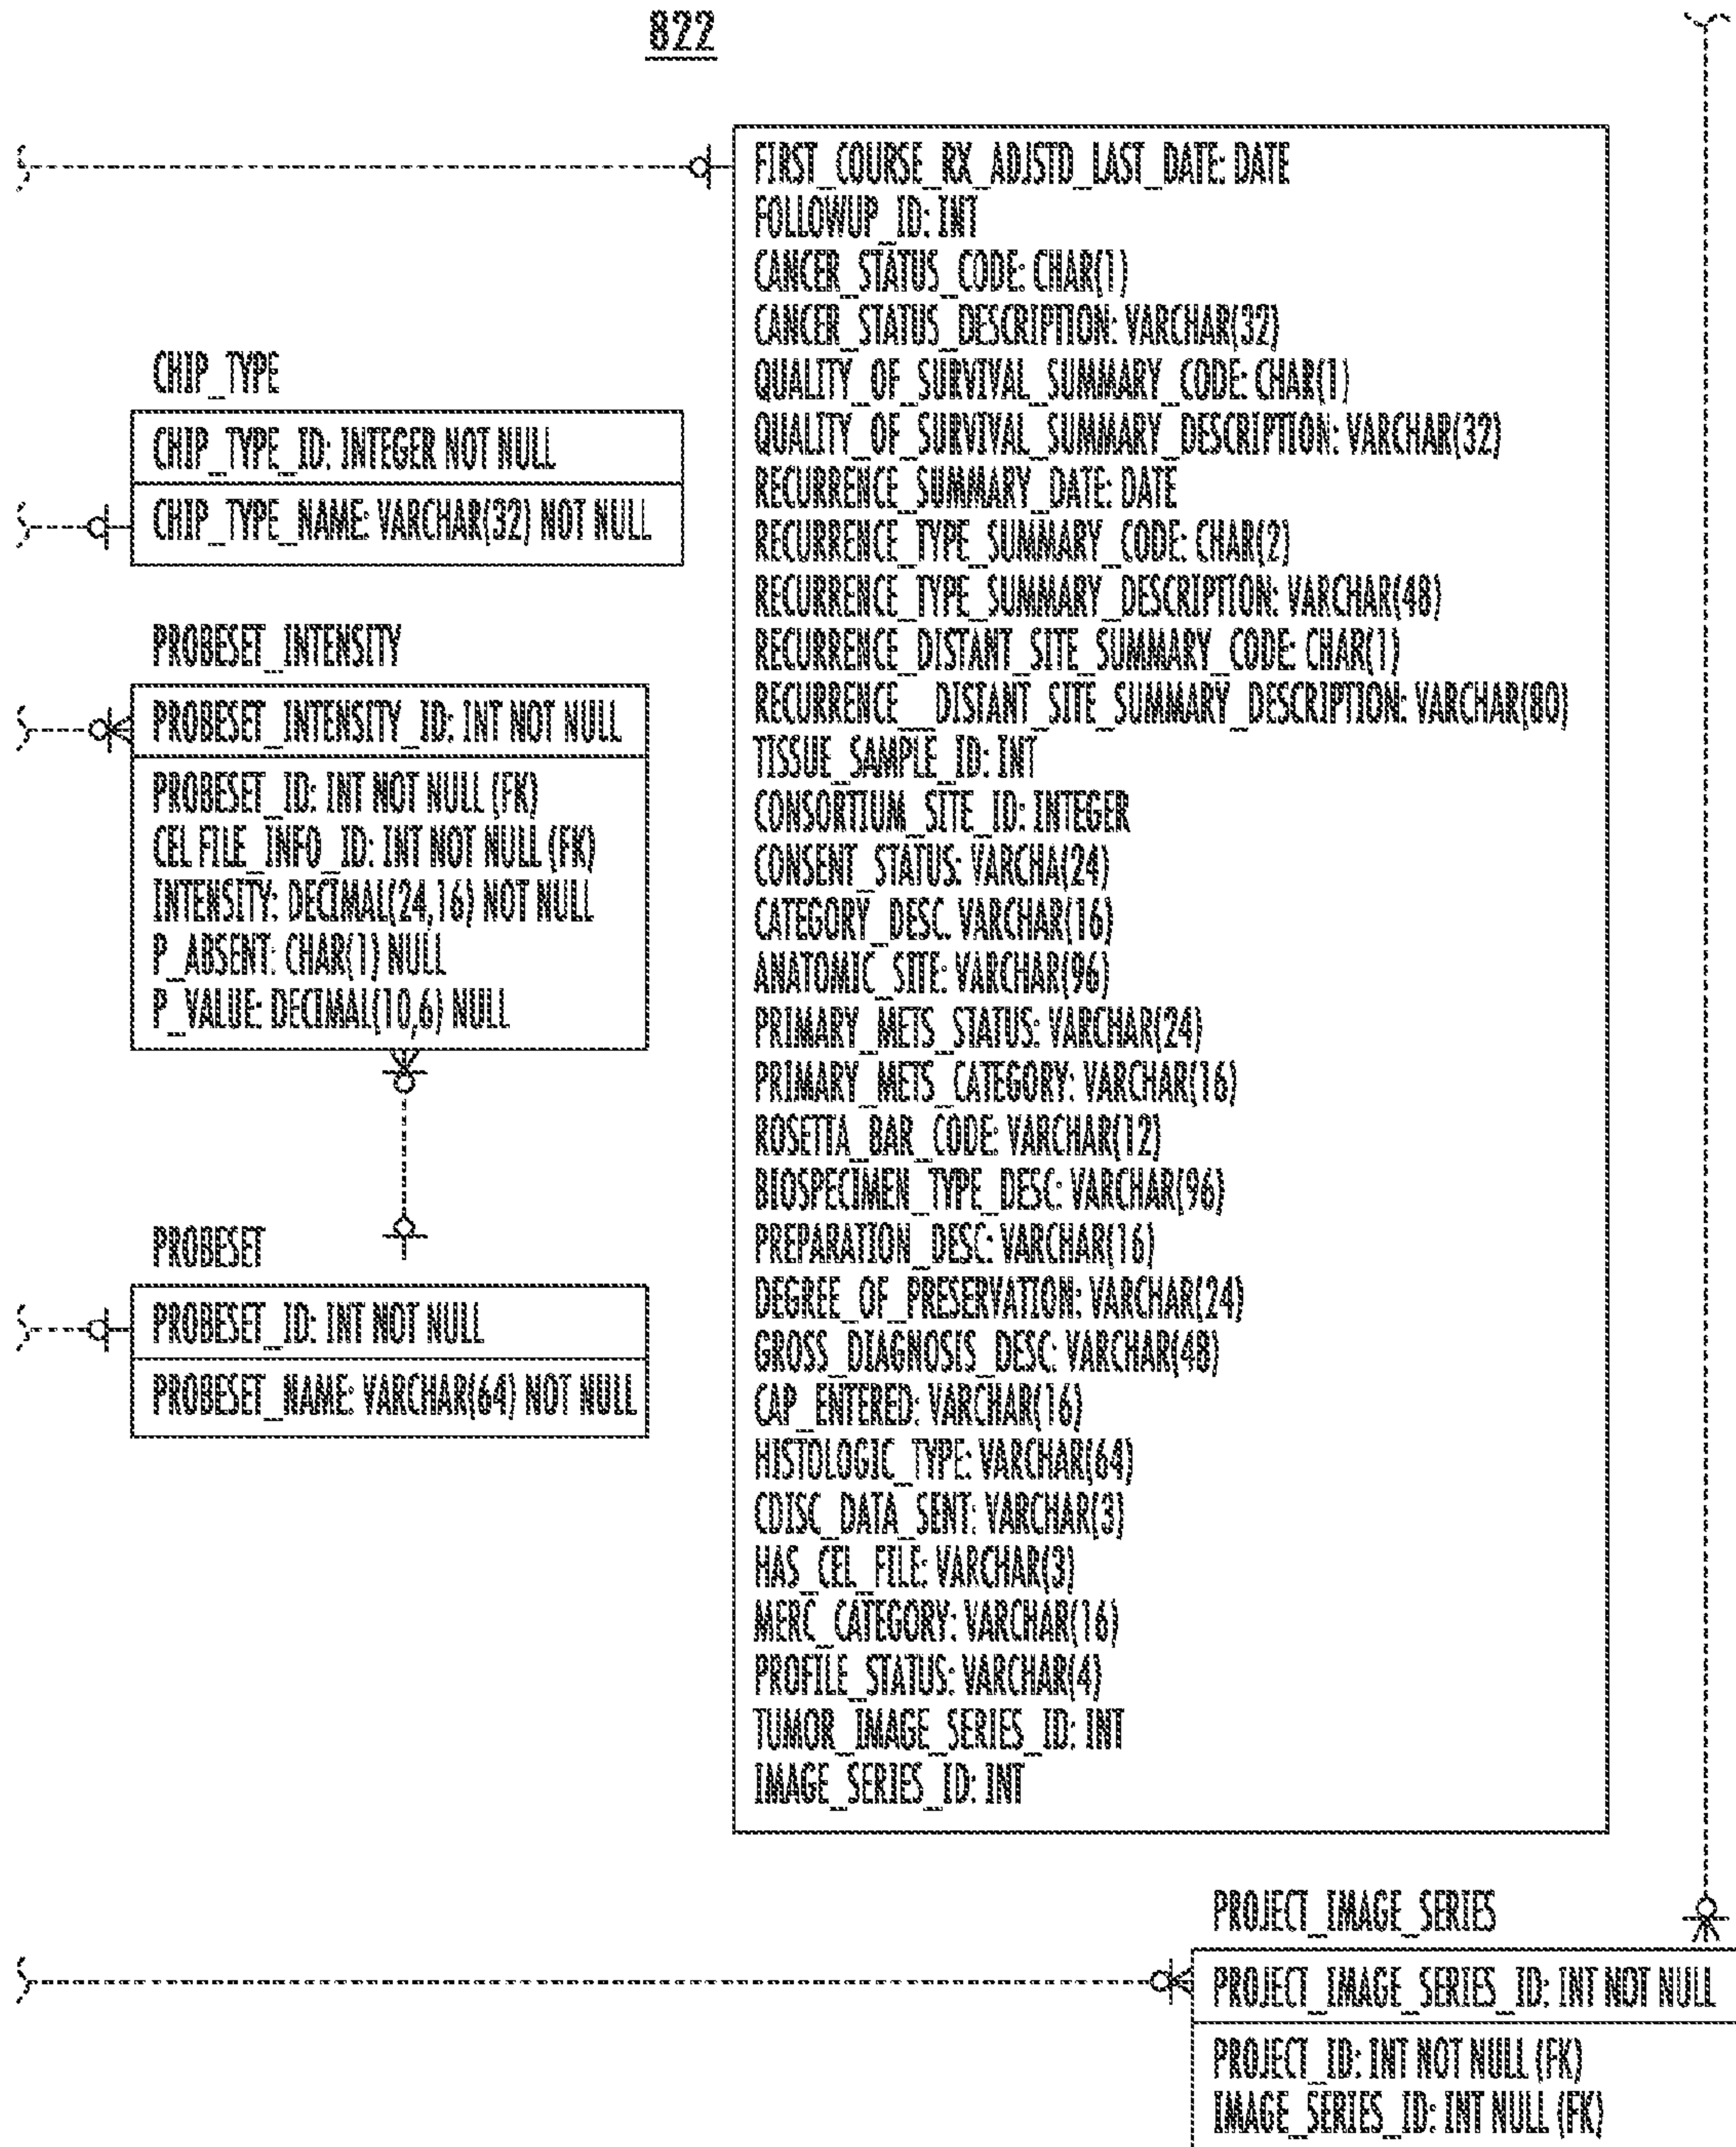 822
FIRST_COURSE_RX_ADJSTD_LAST_DATE: DATE
FOLLOWUP_ID: INT
CANCER_STATUS_CODE: CHAR(1)
CANCER_STATUS_DESCRIPTION: VARCHAR(32)
QUALITY_OF_SURVIVAL_SUMMARY_CODE: CHAR(1)
QUALITY_OF_SURVIVAL_SUMMARY_DESCRIPTION: VARCHAR(32)
RECURRENCE_SUMMARY_DATE: DATE
RECURRENCE_TYPE_SUMMARY_CODE: CHAR(2)
RECURRENCE_TYPE_SUMMARY_DESCRIPTION: VARCHAR(48)
RECURRENCE_DISTANT_SITE_SUMMARY_CODE: CHAR(1)
RECURRENCE__DISTANT_SITE_SUMMARY_DESCRIPTION: VARCHAR(80)
TISSUE_SAMPLE_ID: INT
CONSORTIUM_SITE_ID: INTEGER
CONSENT_STATUS: VARCHA(24)
CATEGORY_DESC. VARCHAR(16)
ANATOMIC_SITE: VARCHAR(96)
PRIMARY_METS_STATUS: VARCHAR(24)
PRIMARY_METS_CATEGORY: VARCHAR(16)
ROSETTA_BAR_CODE: VARCHAR(12)
BIOSPECIMEN_TYPE_DESC: VARCHAR(96)
PREPARATION_DESC: VARCHAR(16)
DEGREE_OF_PRESERVATION: VARCHAR(24)
GROSS_DIAGNOSIS_DESC: VARCHAR(48)
CAP_ENTERED: VARCHAR(16)
HISTOLOGIC_TYPE: VARCHAR(64)
CDISC_DATA_SENT: VARCHAR(3)
HAS_CEL_FILE: VARCHAR(3)
MERC_CATEGORY: VARCHAR(16)
PROFILE_STATUS: VARCHAR(4)
TUMOR_IMAGE_SERIES_ID: INT
IMAGE_SERIES_ID: INT
CHIP_TYPE
CHIP_TYPE_ID: INTEGER NOT NULL
CHIP_TYPE_NAME: VARCHAR(32) NOT NULL
PROBESET_INTENSITY
PROBESET_INTENSITY_ID: INT NOT NULL
PROBESET_ID: INT NOT NULL (FK)
CEL FILE_INFO_ID: INT NOT NULL (FK)
INTENSITY: DECIMAL(24,16) NOT NULL
P_ABSENT: CHAR(1) NULL
P_VALUE: DECIMAL(10,6) NULL
PROBESET
PROBESET_ID: INT NOT NULL
PROBESET_NAME: VARCHAR(64) NOT NULL
PROJECT_IMAGE_SERIES
PROJECT_IMAGE_SERIES_ID: INT NOT NULL
PROJECT_ID: INT NOT NULL (FK)
IMAGE_SERIES_ID: INT NULL (FK)